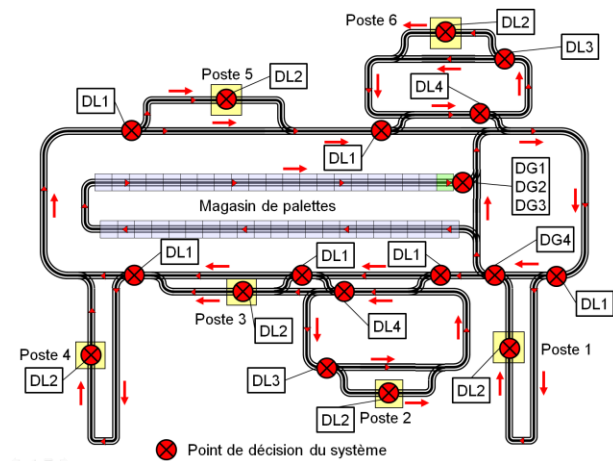 Poste 6
DL2
DL3
Poste 5
DL2
DL4
DL1
DL1
DG1
DG2
DG3
Magasin de palettes
DL1
DL1
DL1
DG4
DL1
Poste 3
DL2
DL4
Poste 4
DL2
DL3
DL2
Poste 2
DL2
Poste 1
Point de décision du système